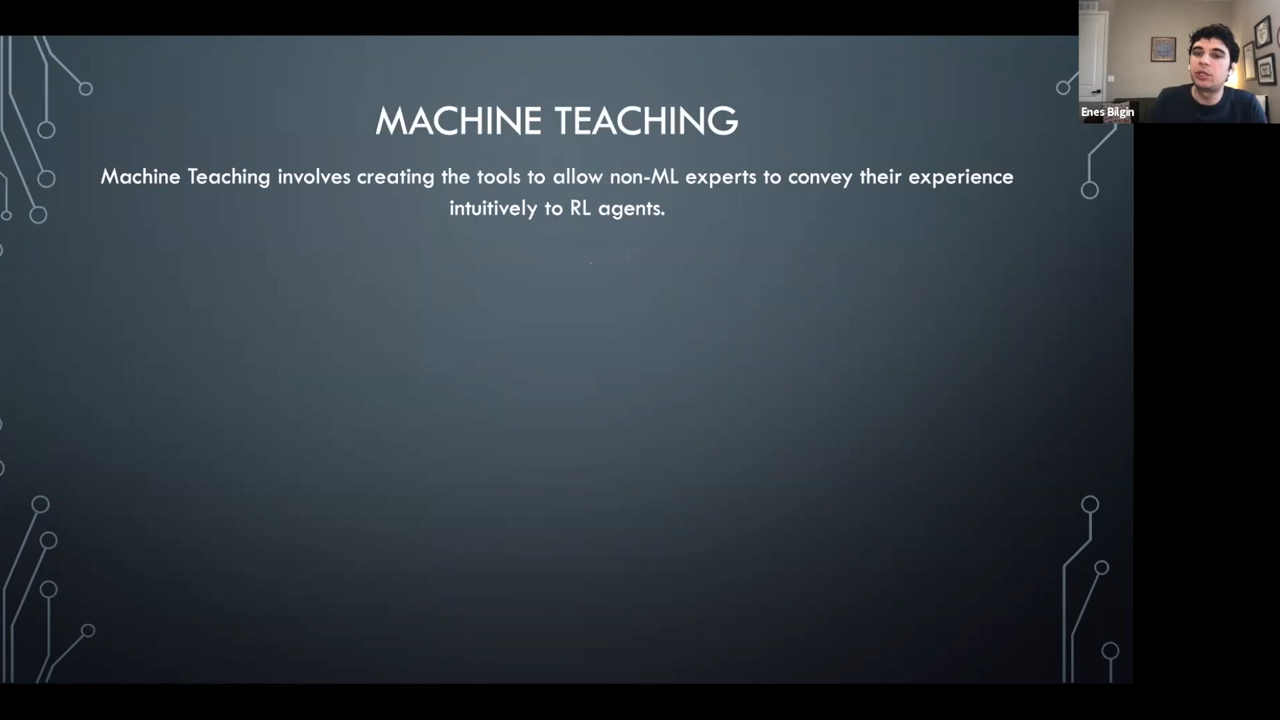 MACHINE TEACHING
Machine Teaching involves creating the tools to allow non-ML experts to convey their experience
intuitively to RL agents.
Enes Bilgin